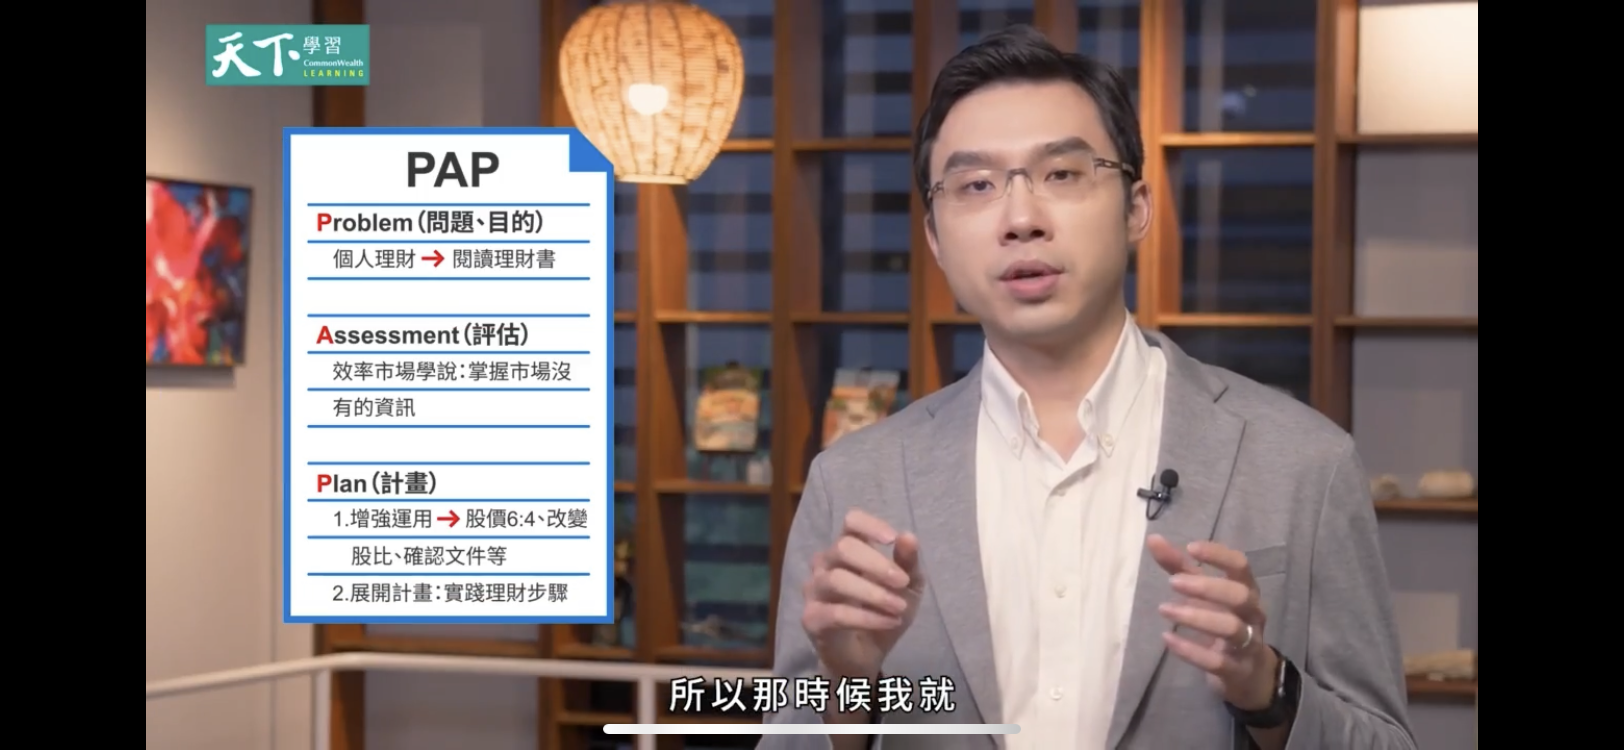 天下學習
CommonWealth
LEARNING
PAP
Problem（問題、目的）
個人理財 → 閱讀理財書
Assessment（評估）
效率市場學說：掌握市場沒
有的資訊
Plan（計畫）
1.增強運用 → 股價6:4、改變
股比、確認文件等
2.展開計畫：實踐理財步驟
所以那時候我就